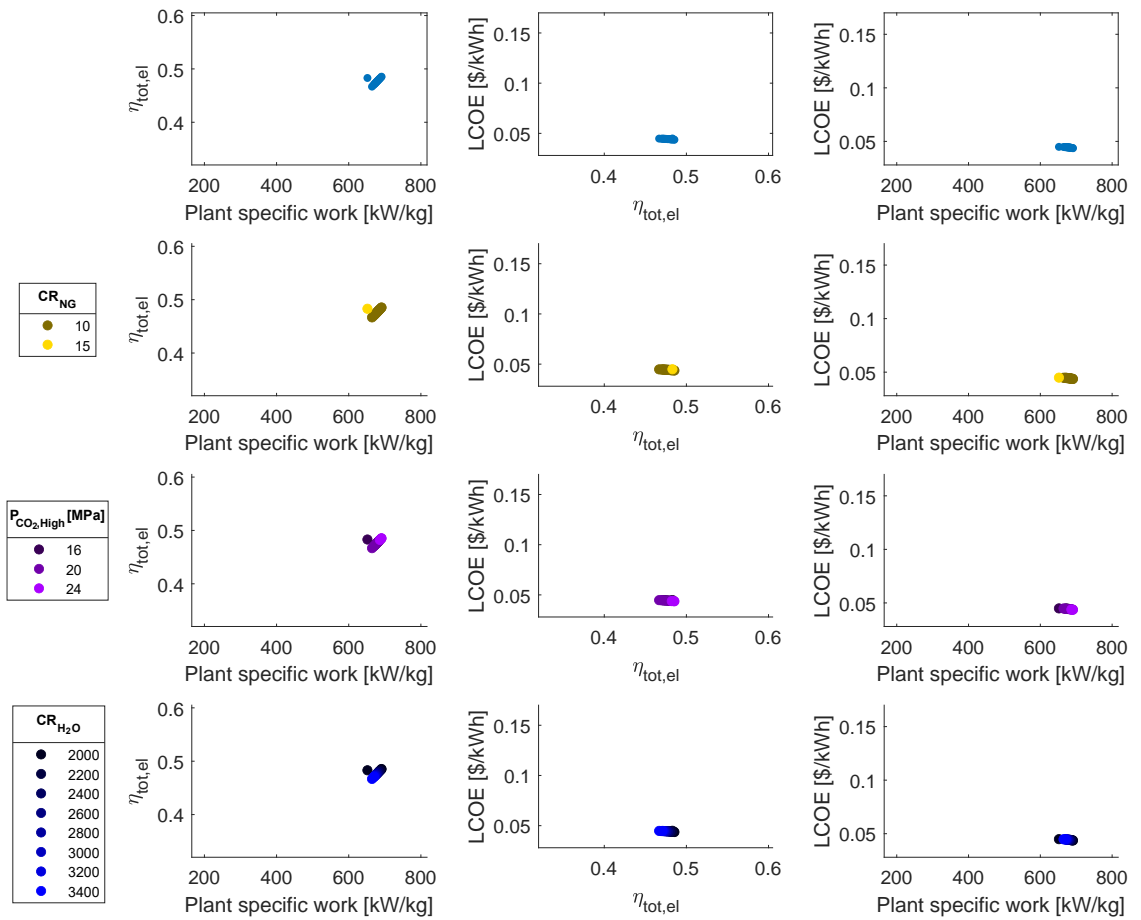 0.6
0.5
0.4
η_tot,el
200 400 600 800
Plant specific work [kW/kg]
0.15
0.1
0.05
LCOE [$/kWh]
0.4 0.5 0.6
η_tot,el
0.15
0.1
0.05
LCOE [$/kWh]
200 400 600 800
Plant specific work [kW/kg]
CR_NG
10
15
0.6
0.5
0.4
η_tot,el
200 400 600 800
Plant specific work [kW/kg]
0.15
0.1
0.05
LCOE [$/kWh]
0.4 0.5 0.6
η_tot,el
0.15
0.1
0.05
LCOE [$/kWh]
200 400 600 800
Plant specific work [kW/kg]
P_CO₂,High [MPa]
16
20
24
0.6
0.5
0.4
η_tot,el
200 400 600 800
Plant specific work [kW/kg]
0.15
0.1
0.05
LCOE [$/kWh]
0.4 0.5 0.6
η_tot,el
0.15
0.1
0.05
LCOE [$/kWh]
200 400 600 800
Plant specific work [kW/kg]
CR_H₂O
2000
2200
2400
2600
2800
3000
3200
3400
0.6
0.5
0.4
η_tot,el
200 400 600 800
Plant specific work [kW/kg]
0.15
0.1
0.05
LCOE [$/kWh]
0.4 0.5 0.6
η_tot,el
0.15
0.1
0.05
LCOE [$/kWh]
200 400 600 800
Plant specific work [kW/kg]